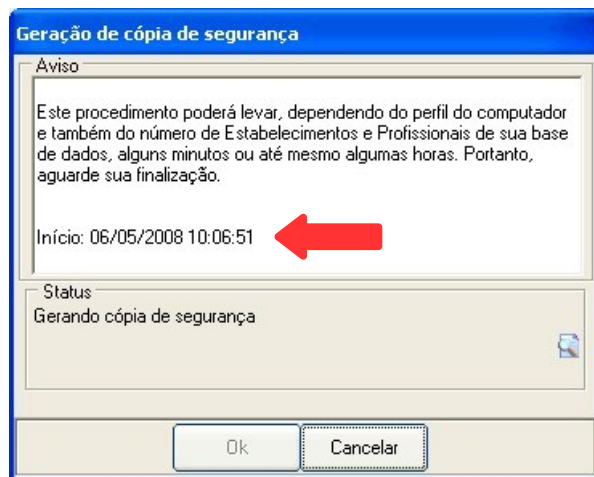 Geração de cópia de segurança
Aviso
Este procedimento poderá levar, dependendo do perfil do computador
e também do número de Estabelecimentos e Profissionais de sua base
de dados, alguns minutos ou até mesmo algumas horas. Portanto,
aguarde sua finalização.
Início: 06/05/2008 10:06:51
Status
Gerando cópia de segurança
Ok
Cancelar